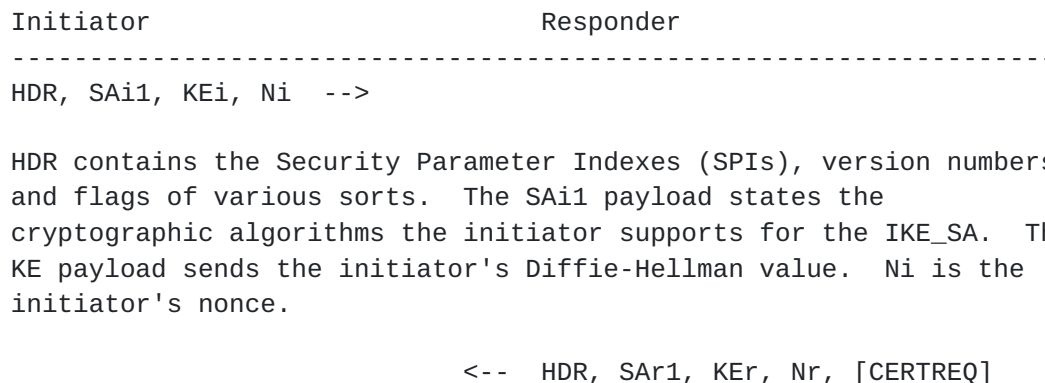 Initiator                          Responder
-------------------------------------------------------------------
HDR, SAi1, KEi, Ni  -->
HDR contains the Security Parameter Indexes (SPIs), version numbers
and flags of various sorts.  The SAi1 payload states the
cryptographic algorithms the initiator supports for the IKE_SA.
KE payload sends the initiator's Diffie-Hellman value.  Ni is the
initiator's nonce.
<--  HDR, SAr1, KEr, Nr, [CERTREQ]